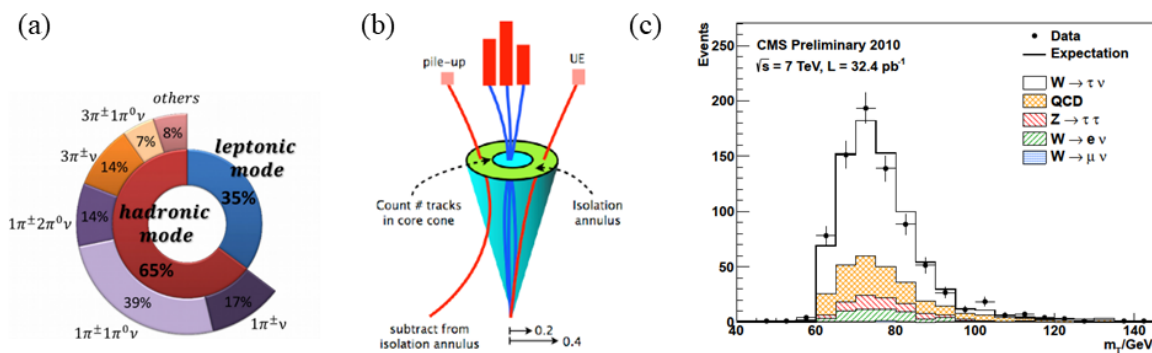 (a)
others
3π±1π⁰ν
8%
7%
3π±ν
14%
leptonic
mode
35%
1π±2π⁰ν
14%
hadronic
mode
65%
39%
17%
1π±1π⁰ν
1π±ν
(b)
pile-up
UE
Count # tracks
in core cone
Isolation
annulus
subtract from
isolation annulus
0.2
0.4
(c)
Events
250
200
150
100
50
0
CMS Preliminary 2010
√s = 7 TeV, L = 32.4 pb⁻¹
Data
Expectation
W → τ ν
QCD
Z → τ τ
W → e ν
W → μ ν
40 60 80 100 120 140
m_T/GeV